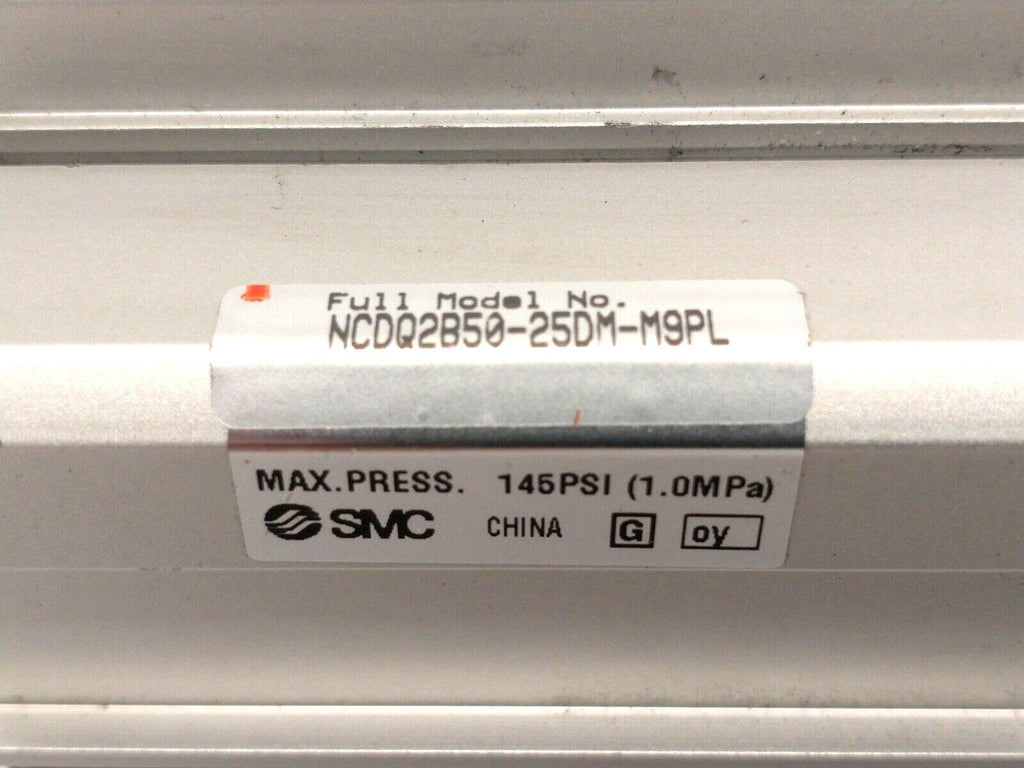 Full Model No.
NCDQ2B50-25DM-M9PL
MAX.PRESS. 145PSI (1.0MPa)
SMC CHINA G oy